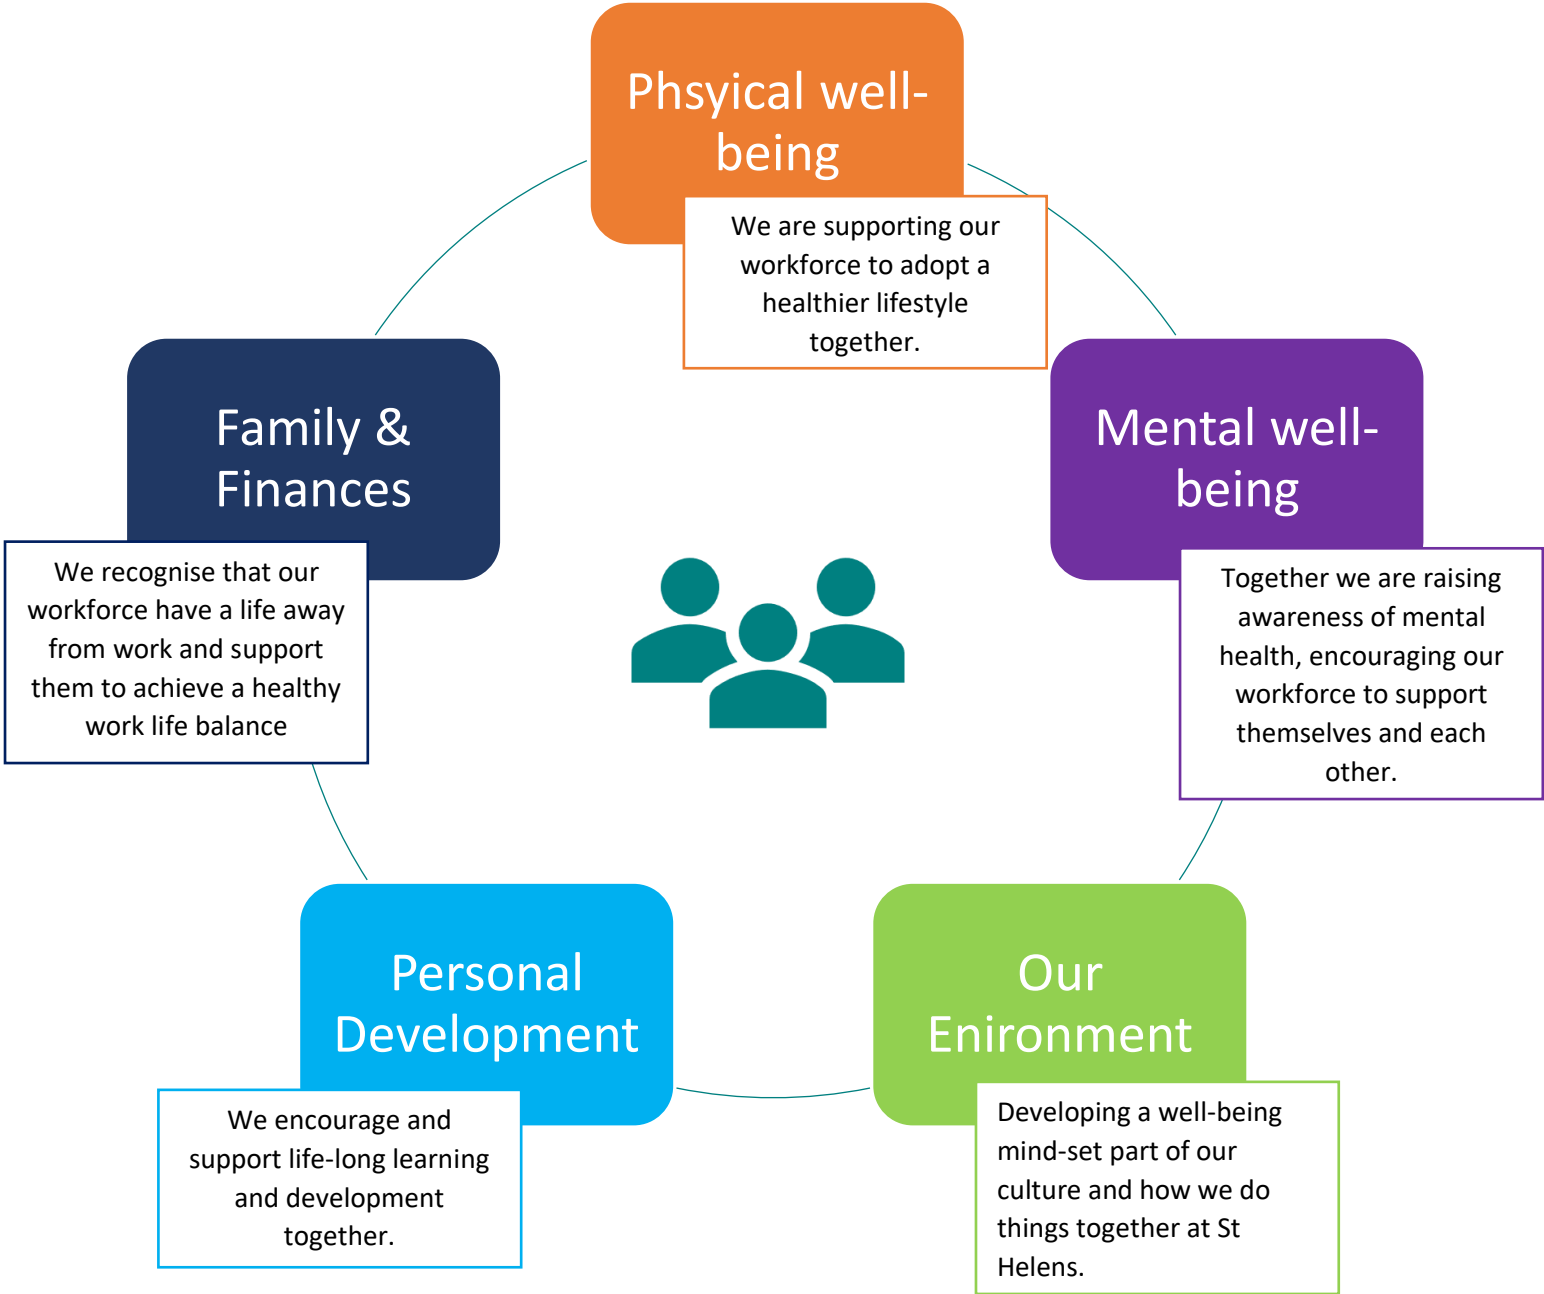 Phsyical well-
being
We are supporting our
workforce to adopt a
healthier lifestyle
together.
Mental well-
being
Together we are raising
awareness of mental
health, encouraging our
workforce to support
themselves and each
other.
Our
Enironment
Developing a well-being
mind-set part of our
culture and how we do
things together at St
Helens.
Personal
Development
We encourage and
support life-long learning
and development
together.
Family &
Finances
We recognise that our
workforce have a life away
from work and support
them to achieve a healthy
work life balance